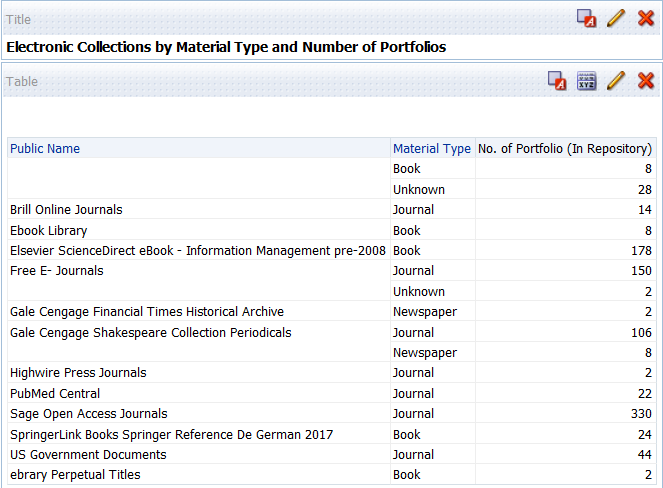 Title
Electronic Collections by Material Type and Number of Portfolios
Table
Public Name Material Type No. of Portfolio (In Repository)
Book 8
Unknown 28
Brill Online Journals Journal 14
Ebook Library Book 8
Elsevier ScienceDirect eBook - Information Management pre-2008 Book 178
Free E- Journals Journal 150
Unknown 2
Gale Cengage Financial Times Historical Archive Newspaper 2
Gale Cengage Shakespeare Collection Periodicals Journal 106
Newspaper 8
Highwire Press Journals Journal 2
PubMed Central Journal 22
Sage Open Access Journals Journal 330
SpringerLink Books Springer Reference De German 2017 Book 24
US Government Documents Journal 44
ebrary Perpetual Titles Book 2